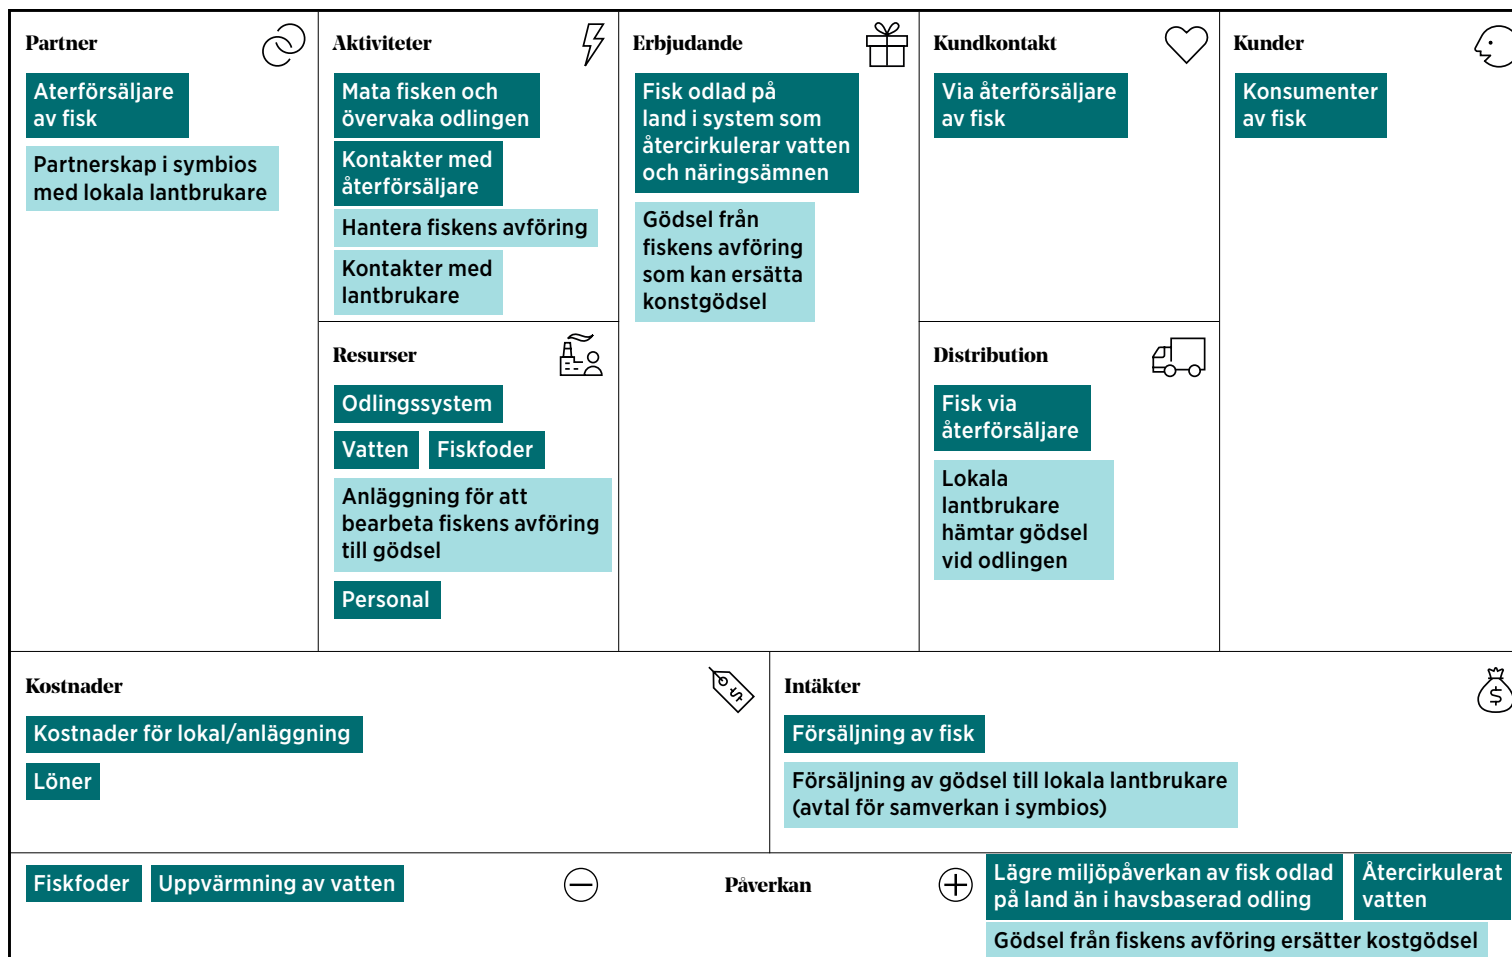 Partner
Aterförsäljare
av fisk
Partnerskap i symbios
med lokala lantbrukare
Aktiviteter
Mata fisken och
övervaka odlingen
Kontakter med
återförsäljare
Hantera fiskens avföring
Kontakter med
lantbrukare
Resurser
Odlingssystem
Vatten
Fiskfoder
Anläggning för att
bearbeta fiskens avföring
till gödsel
Personal
Erbjudande
Fisk odlad på
land i system som
återcirkulerar vatten
och näringsämnen
Gödsel från
fiskens avföring
som kan ersätta
konstgödsel
Kundkontakt
Via återförsäljare
av fisk
Distribution
Fisk via
återförsäljare
Lokala
lantbrukare
hämtar gödsel
vid odlingen
Kunder
Konsumenter
av fisk
Kostnader
$
Kostnader för lokal/anläggning
Löner
Intäkter
$
Försäljning av fisk
Försäljning av gödsel till lokala lantbrukare
(avtal för samverkan i symbios)
Fiskfoder
Uppvärmning av vatten
Påverkan
Lägre miljöpåverkan av fisk odlad
på land än i havsbaserad odling
Återcirkulerat
vatten
Gödsel från fiskens avföring ersätter kostgödsel